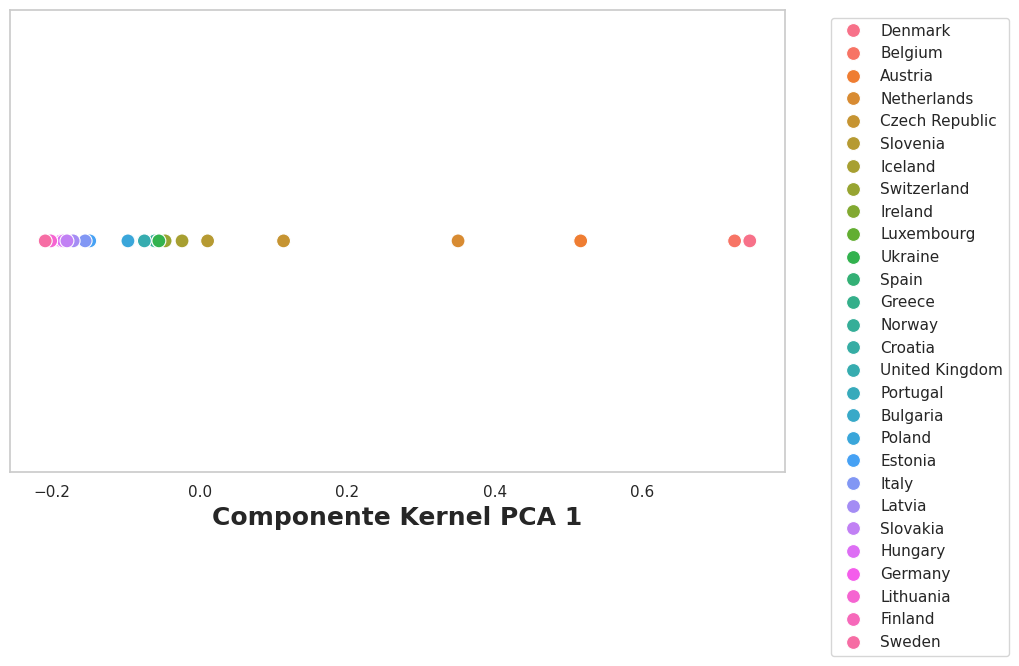 −0.2
0.0
0.2
0.4
0.6
Componente Kernel PCA 1
Denmark
Belgium
Austria
Netherlands
Czech Republic
Slovenia
Iceland
Switzerland
Ireland
Luxembourg
Ukraine
Spain
Greece
Norway
Croatia
United Kingdom
Portugal
Bulgaria
Poland
Estonia
Italy
Latvia
Slovakia
Hungary
Germany
Lithuania
Finland
Sweden